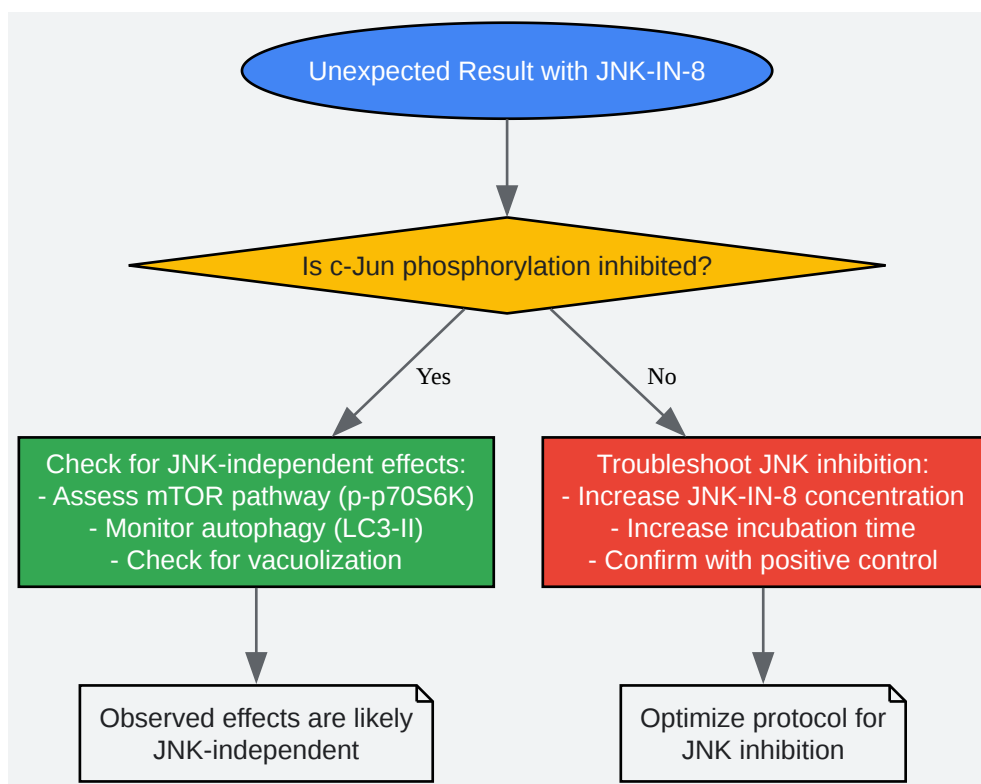 Unexpected Result with JNK-IN-8
Is c-Jun phosphorylation inhibited?
Yes
No
Check for JNK-independent effects:
- Assess mTOR pathway (p-p70S6K)
- Monitor autophagy (LC3-II)
- Check for vacuolization
Troubleshoot JNK inhibition:
- Increase JNK-IN-8 concentration
- Increase incubation time
- Confirm with positive control
Observed effects are likely
JNK-independent
Optimize protocol for
JNK inhibition